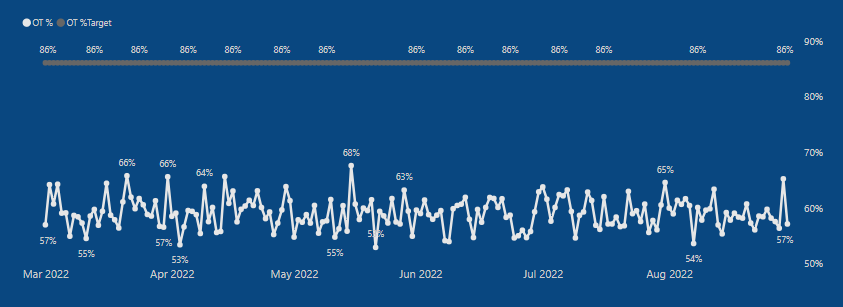 OT % OT %Target
86% 86% 86% 86% 86% 86% 86% 86% 86% 86% 86% 86% 86% 86%
90%
80%
70%
68%
66% 66% 64% 63% 65%
60%
57% 55% 57% 53% 55% 54% 57%
50%
Mar 2022 Apr 2022 May 2022 Jun 2022 Jul 2022 Aug 2022